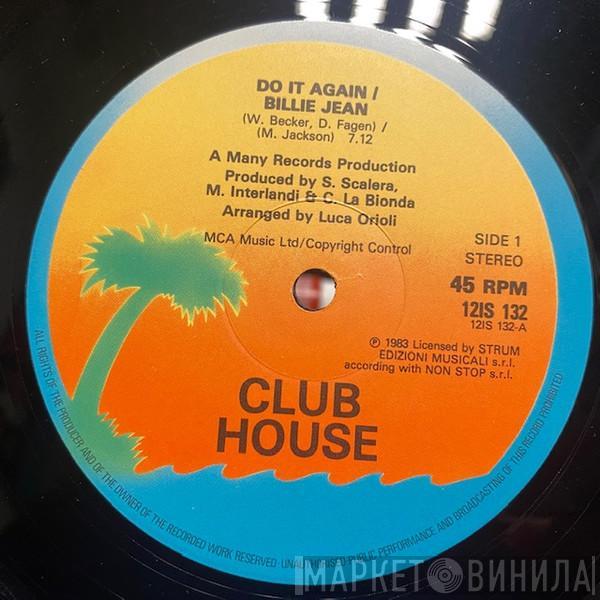 DO IT AGAIN /
BILLIE JEAN
(W. Becker, D. Fagen) /
(M. Jackson) 7.12
A Many Records Production
Produced by S. Scalera,
M. Interlandi & C. La Bionda
Arranged by Luca Orioli
MCA Music Ltd/Copyright Control
SIDE 1
STEREO
45 RPM
12IS 132
12IS 132-A
℗ 1983 Licensed by STRUM
EDIZIONI MUSICALI s.r.l.
according with NON STOP s.r.l.
CLUB
HOUSE
ALL RIGHTS OF THE PRODUCER AND OF THE OWNER OF THE RECORDED WORK RESERVED · UNAUTHORISED PUBLIC PERFORMANCE AND BROADCASTING OF THIS RECORD PROHIBITED
МАРКЕТ ВИНИЛА